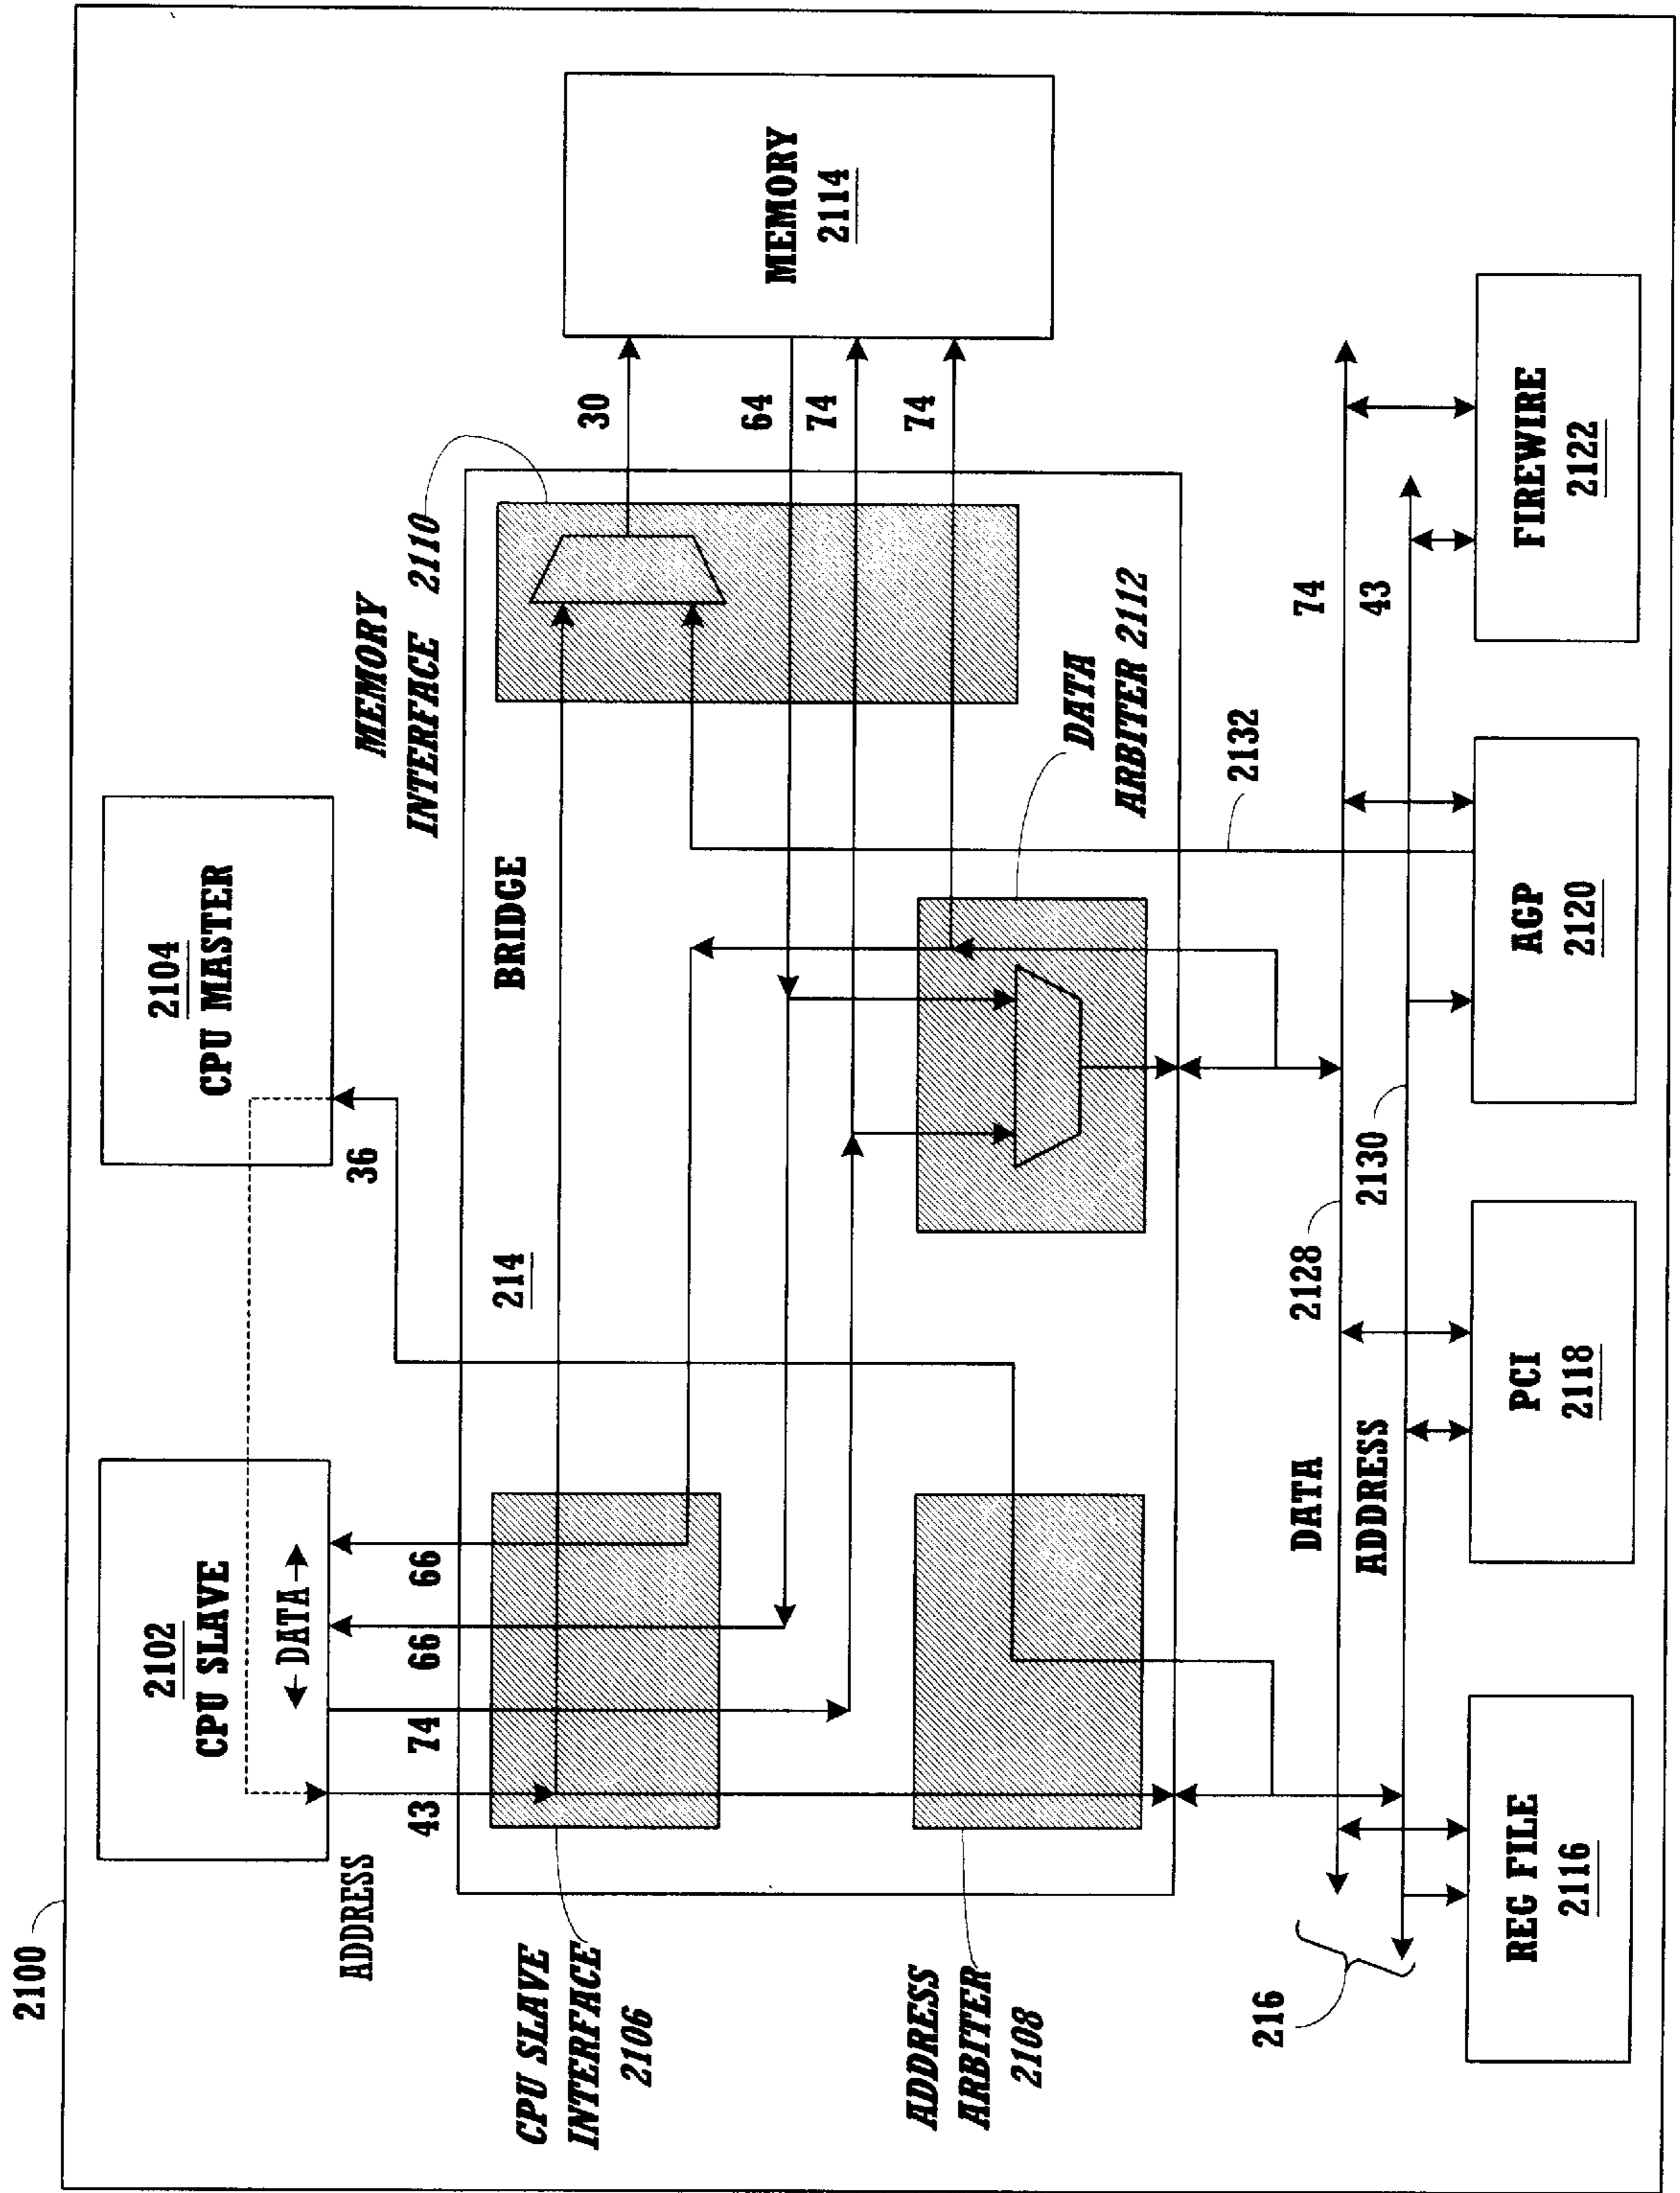 2100
2102
CPU SLAVE
←DATA→
2104
CPU MASTER
ADDRESS
43
74
66
66
36
MEMORY
INTERFACE 2110
CPU SLAVE
INTERFACE
2106
214
BRIDGE
30
64
74
74
MEMORY
2114
ADDRESS
ARBITER
2108
DATA
ARBITER 2112
2132
216
DATA
ADDRESS
2128
2130
74
43
REG FILE
2116
PCI
2118
AGP
2120
FIREWIRE
2122